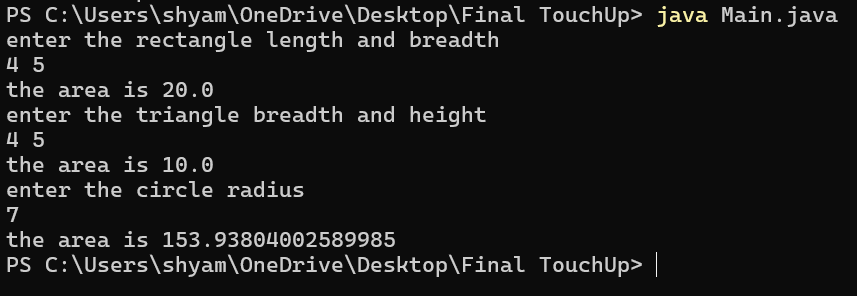 PS C:\Users\shyam\OneDrive\Desktop\Final TouchUp> java Main.java
enter the rectangle length and breadth
4 5
the area is 20.0
enter the triangle breadth and height
4 5
the area is 10.0
enter the circle radius
7
the area is 153.93804002589985
PS C:\Users\shyam\OneDrive\Desktop\Final TouchUp>